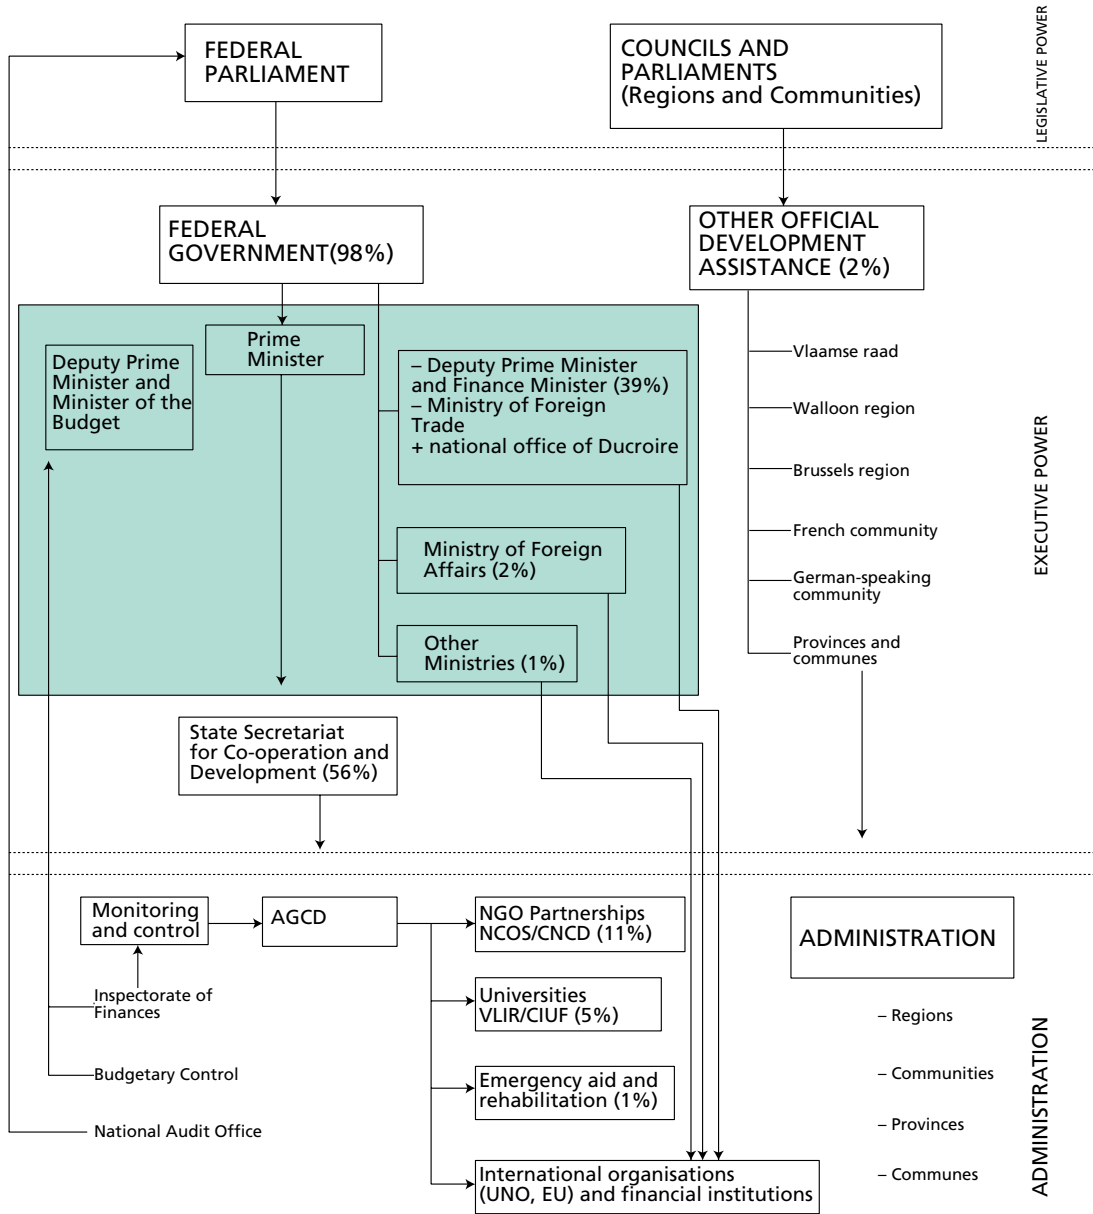 FEDERAL
PARLIAMENT
COUNCILS AND
PARLIAMENTS
(Regions and Communities)
LEGISLATIVE POWER
FEDERAL
GOVERNMENT(98%)
OTHER OFFICIAL
DEVELOPMENT
ASSISTANCE (2%)
Prime
Minister
Deputy Prime
Minister and
Minister of the
Budget
– Deputy Prime Minister
and Finance Minister (39%)
– Ministry of Foreign
Trade
+ national office of Ducroire
Ministry of Foreign
Affairs (2%)
Other
Ministries (1%)
Vlaamse raad
Walloon region
Brussels region
French community
German-speaking
community
Provinces and
communes
EXECUTIVE POWER
State Secretariat
for Co-operation and
Development (56%)
Monitoring
and control
AGCD
NGO Partnerships
NCOS/CNCD (11%)
Universities
VLIR/CIUF (5%)
Emergency aid and
rehabilitation (1%)
International organisations
(UNO, EU) and financial institutions
Inspectorate of
Finances
Budgetary Control
National Audit Office
ADMINISTRATION
– Regions
– Communities
– Provinces
– Communes
ADMINISTRATION